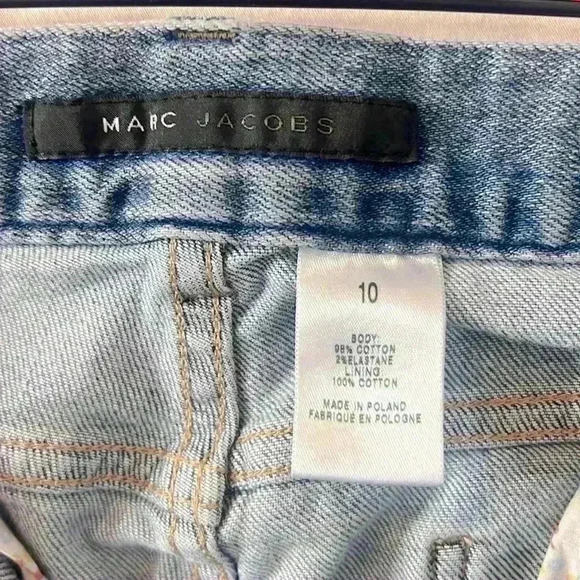 MARC JACOBS
10
BODY:
98% COTTON
2% ELASTANE
LINING
100% COTTON
MADE IN POLAND
FABRIQUE EN POLOGNE